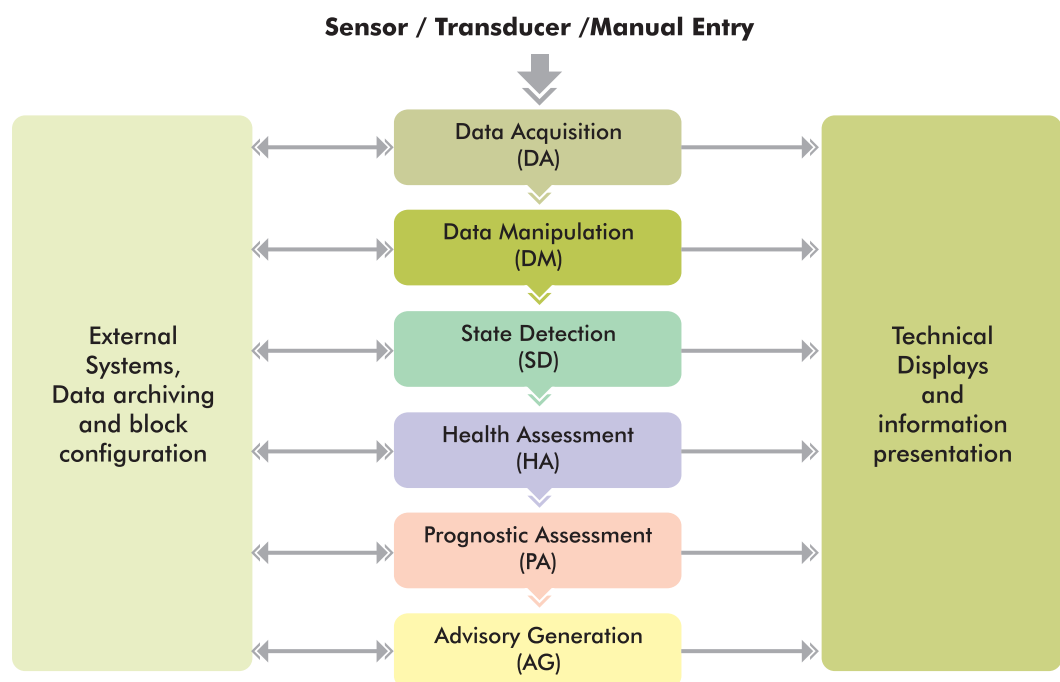 Sensor / Transducer /Manual Entry
Data Acquisition
(DA)
Data Manipulation
(DM)
State Detection
(SD)
Health Assessment
(HA)
Prognostic Assessment
(PA)
Advisory Generation
(AG)
External
Systems,
Data archiving
and block
configuration
Technical
Displays
and
information
presentation